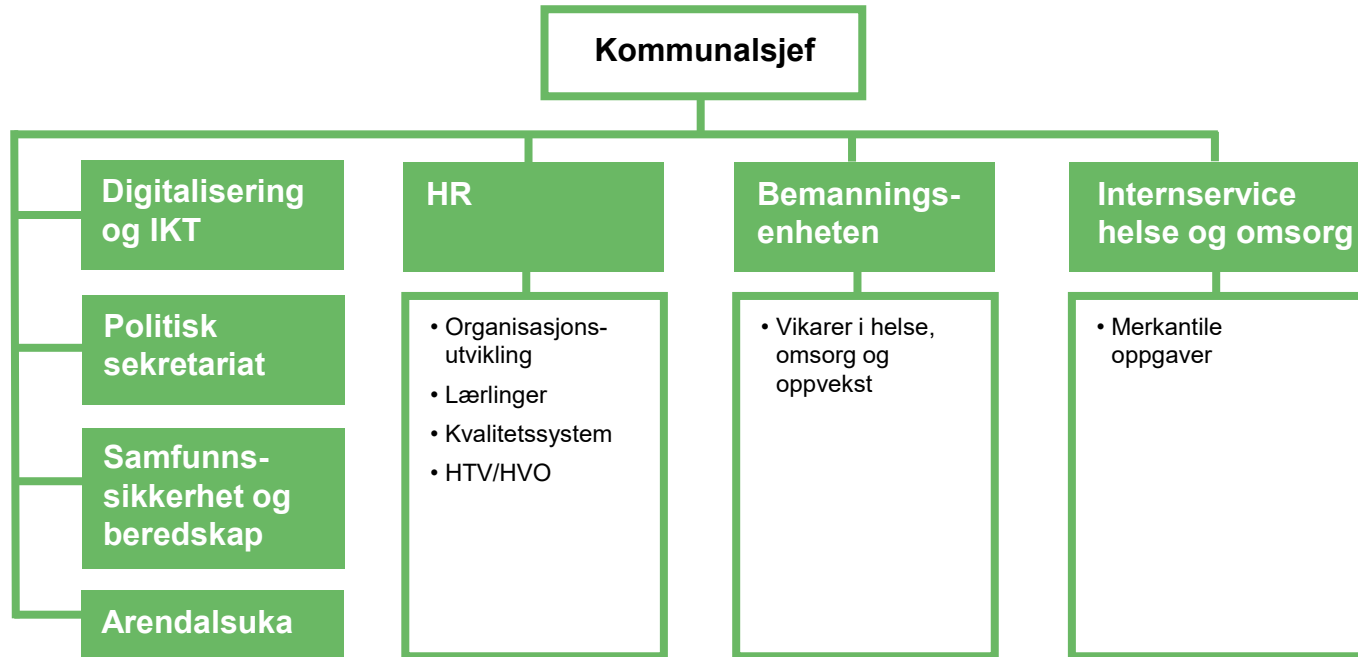 Kommunalsjef
Digitalisering
og IKT
Politisk
sekretariat
Samfunns-
sikkerhet og
beredskap
Arendalsuka
HR
• Organisasjons-
utvikling
• Lærlinger
• Kvalitetssystem
• HTV/HVO
Bemannings-
enheten
• Vikarer i helse,
omsorg og
oppvekst
Internservice
helse og omsorg
• Merkantile
oppgaver